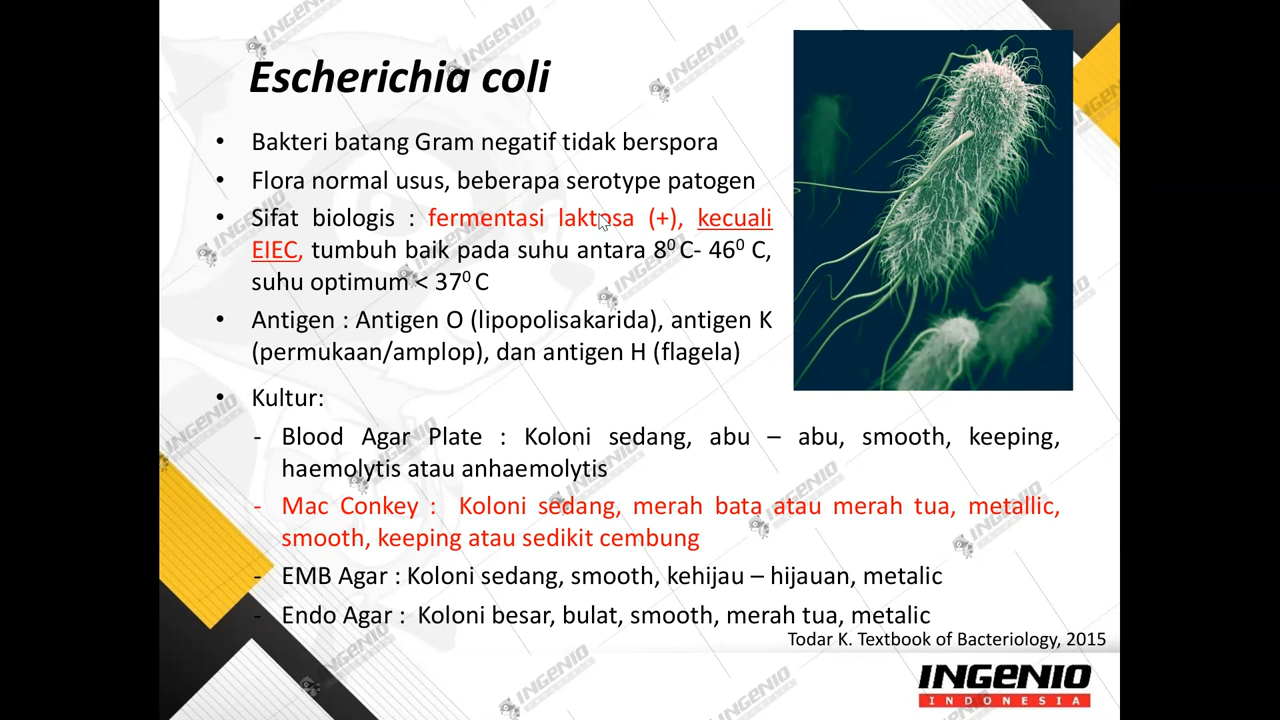 Escherichia coli
• Bakteri batang Gram negatif tidak berspora
• Flora normal usus, beberapa serotype patogen
• Sifat biologis : fermentasi laktosa (+), kecuali
EIEC, tumbuh baik pada suhu antara 8⁰ C- 46⁰ C,
suhu optimum < 37⁰ C
• Antigen : Antigen O (lipopolisakarida), antigen K
(permukaan/amplop), dan antigen H (flagela)
• Kultur:
- Blood Agar Plate : Koloni sedang, abu – abu, smooth, keeping,
haemolytis atau anhaemolytis
- Mac Conkey : Koloni sedang, merah bata atau merah tua, metallic,
smooth, keeping atau sedikit cembung
- EMB Agar : Koloni sedang, smooth, kehijau – hijauan, metalic
- Endo Agar : Koloni besar, bulat, smooth, merah tua, metalic
Todar K. Textbook of Bacteriology, 2015
INGENIO
INDONESIA